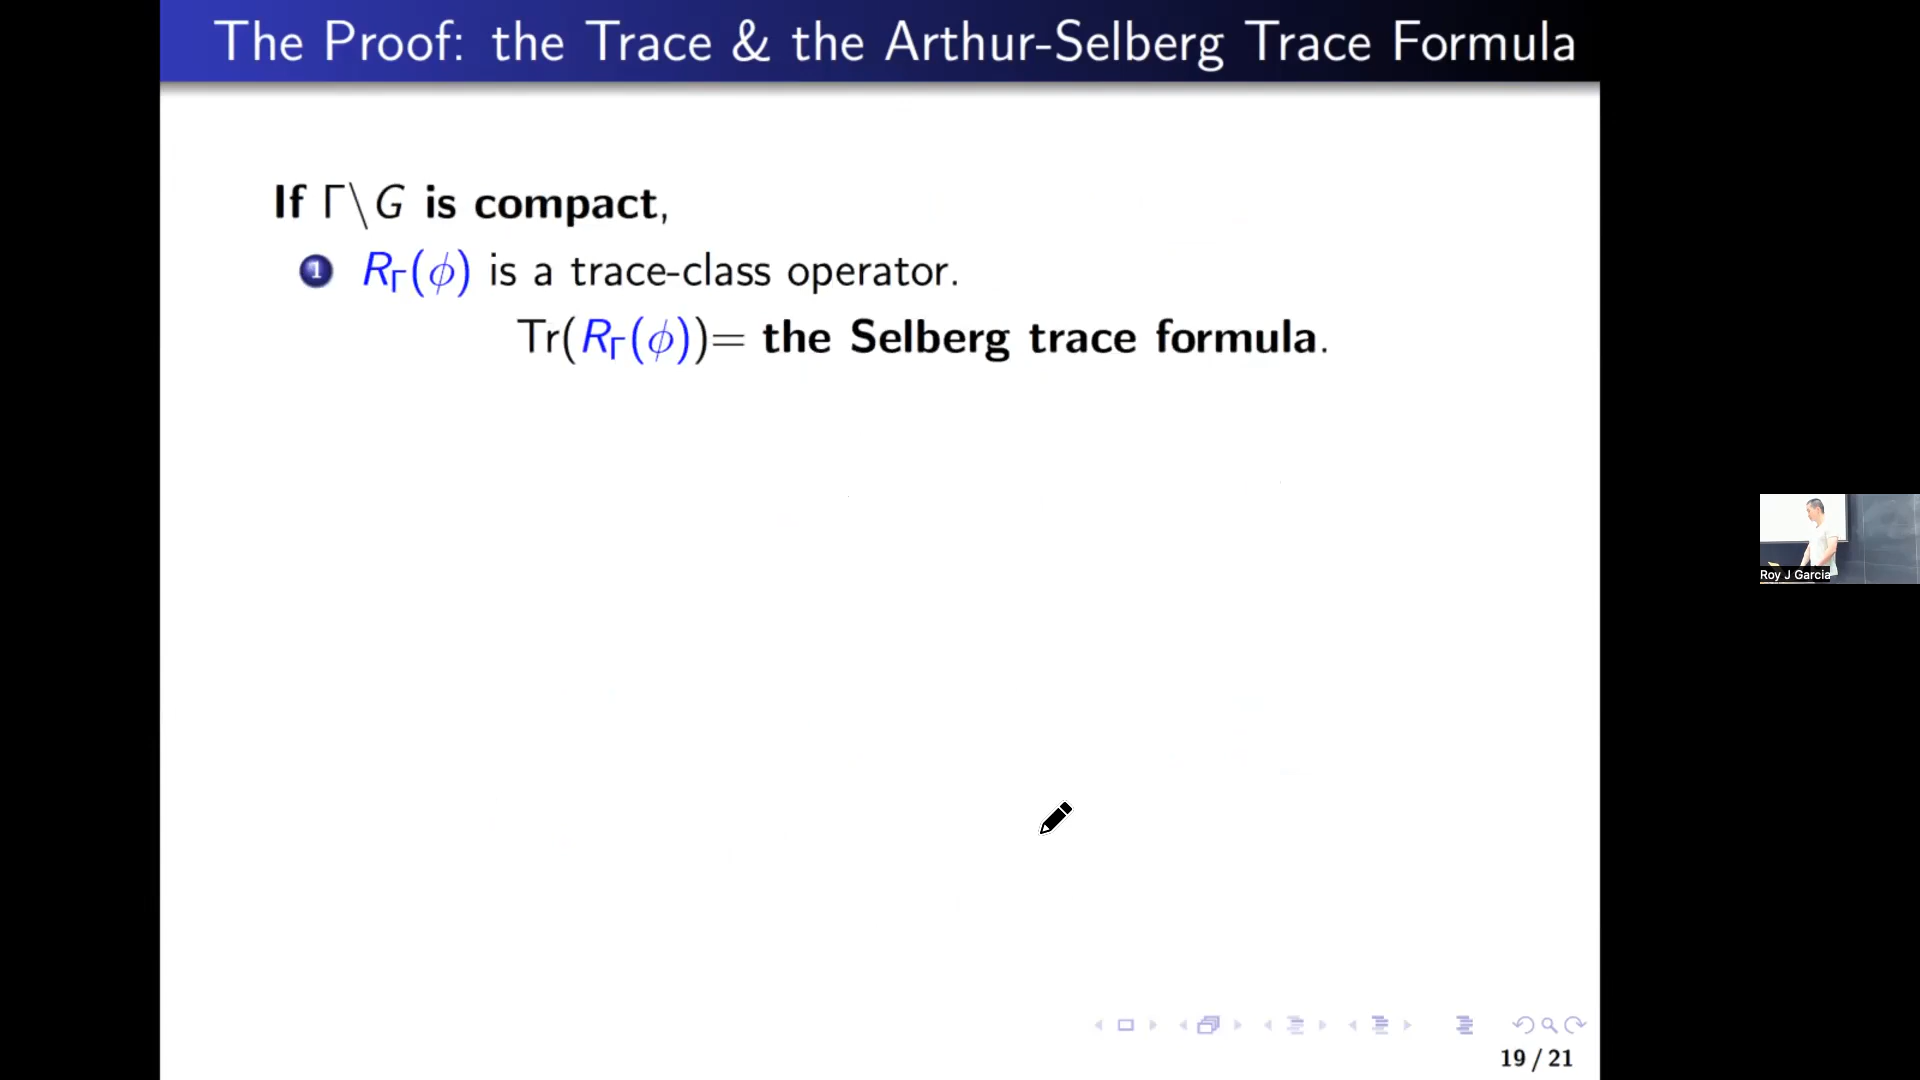 The Proof: the Trace & the Arthur-Selberg Trace Formula
If Γ\G is compact,
1 R_Γ(ϕ) is a trace-class operator.
Tr(R_Γ(ϕ))= the Selberg trace formula.
Roy J Garcia
19 / 21